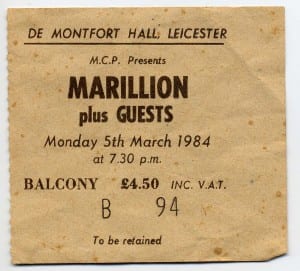 DE MONTFORT HALL, LEICESTER
M.C.P. Presents
MARILLION
plus GUESTS
Monday 5th March 1984
at 7.30 p.m.
BALCONY £4.50 INC. V.A.T.
B 94
To be retained